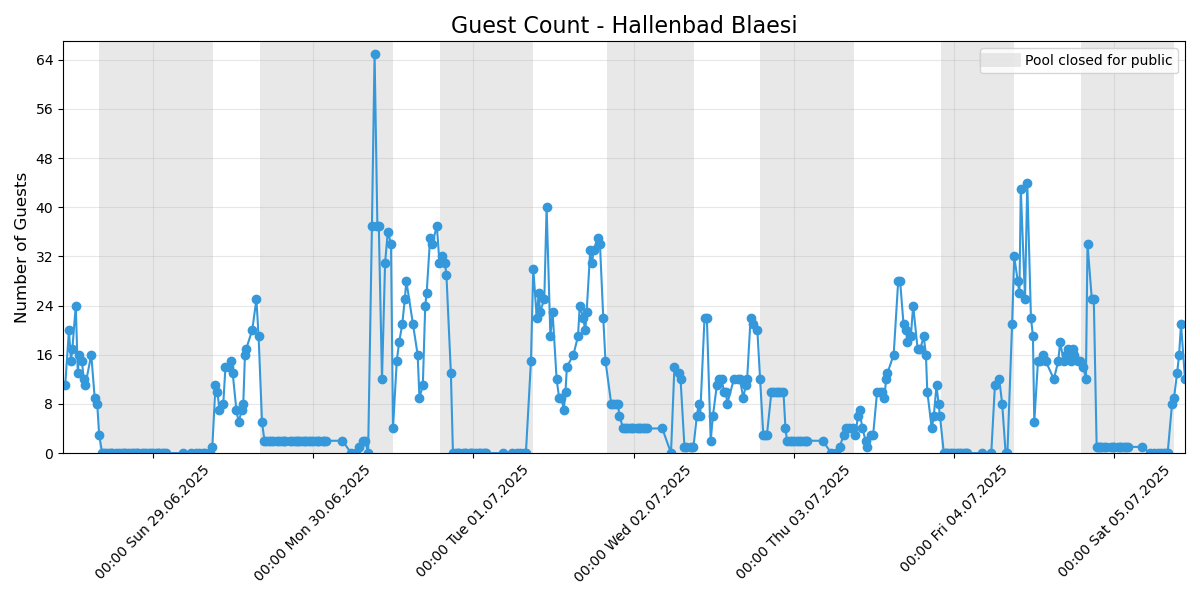 Guest Count - Hallenbad Blaesi
Pool closed for public
Number of Guests
64
56
48
40
32
24
16
8
0
00:00 Sun 29.06.2025
00:00 Mon 30.06.2025
00:00 Tue 01.07.2025
00:00 Wed 02.07.2025
00:00 Thu 03.07.2025
00:00 Fri 04.07.2025
00:00 Sat 05.07.2025